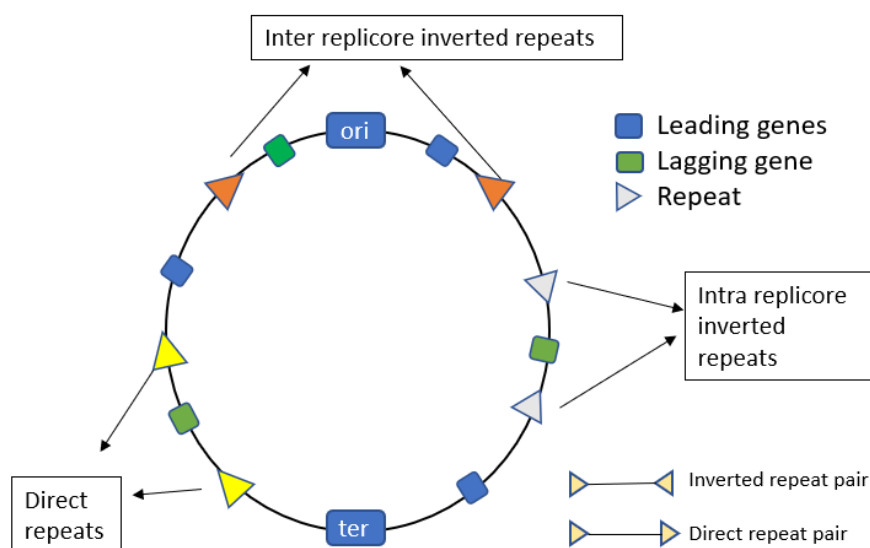 Inter replicore inverted repeats
ori
Leading genes
Lagging gene
Repeat
Intra replicore
inverted
repeats
Direct
repeats
ter
Inverted repeat pair
Direct repeat pair